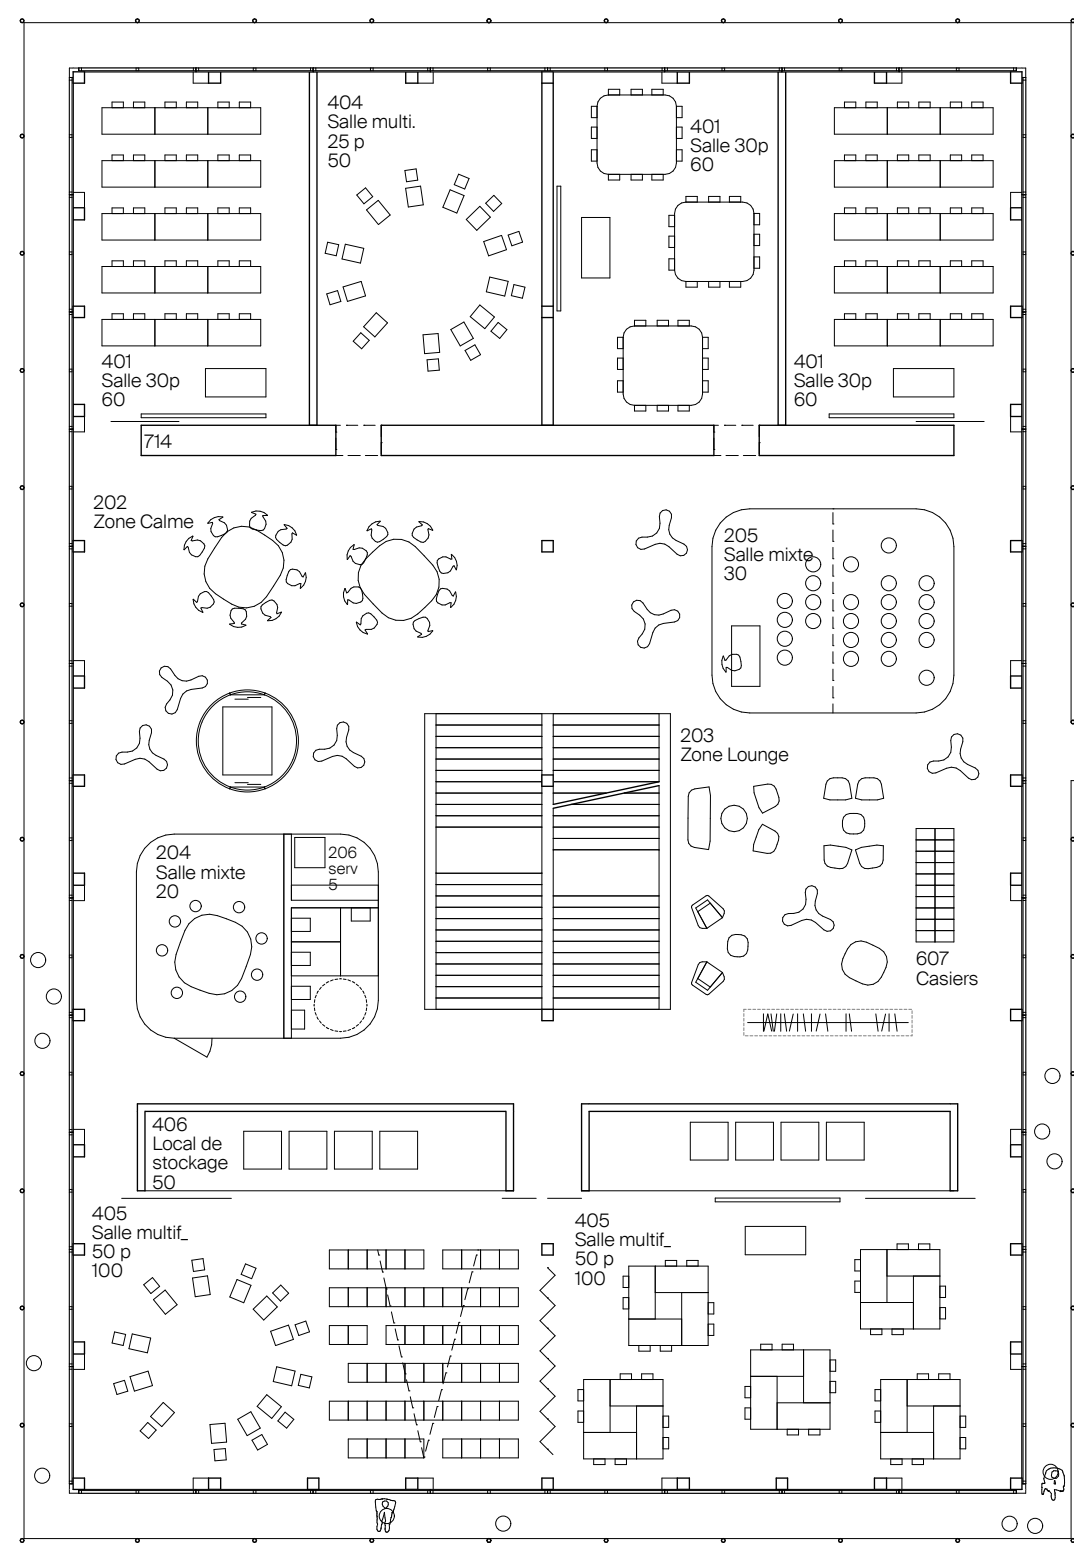 404
Salle multi.
25 p
50
401
Salle 30p
60
401
Salle 30p
60
401
Salle 30p
60
714
202
Zone Calme
205
Salle mixte
30
203
Zone Lounge
204
Salle mixte
20
206
serv
5
607
Casiers
406
Local de
stockage
50
405
Salle multif_
50 p
100
405
Salle multif_
50 p
100